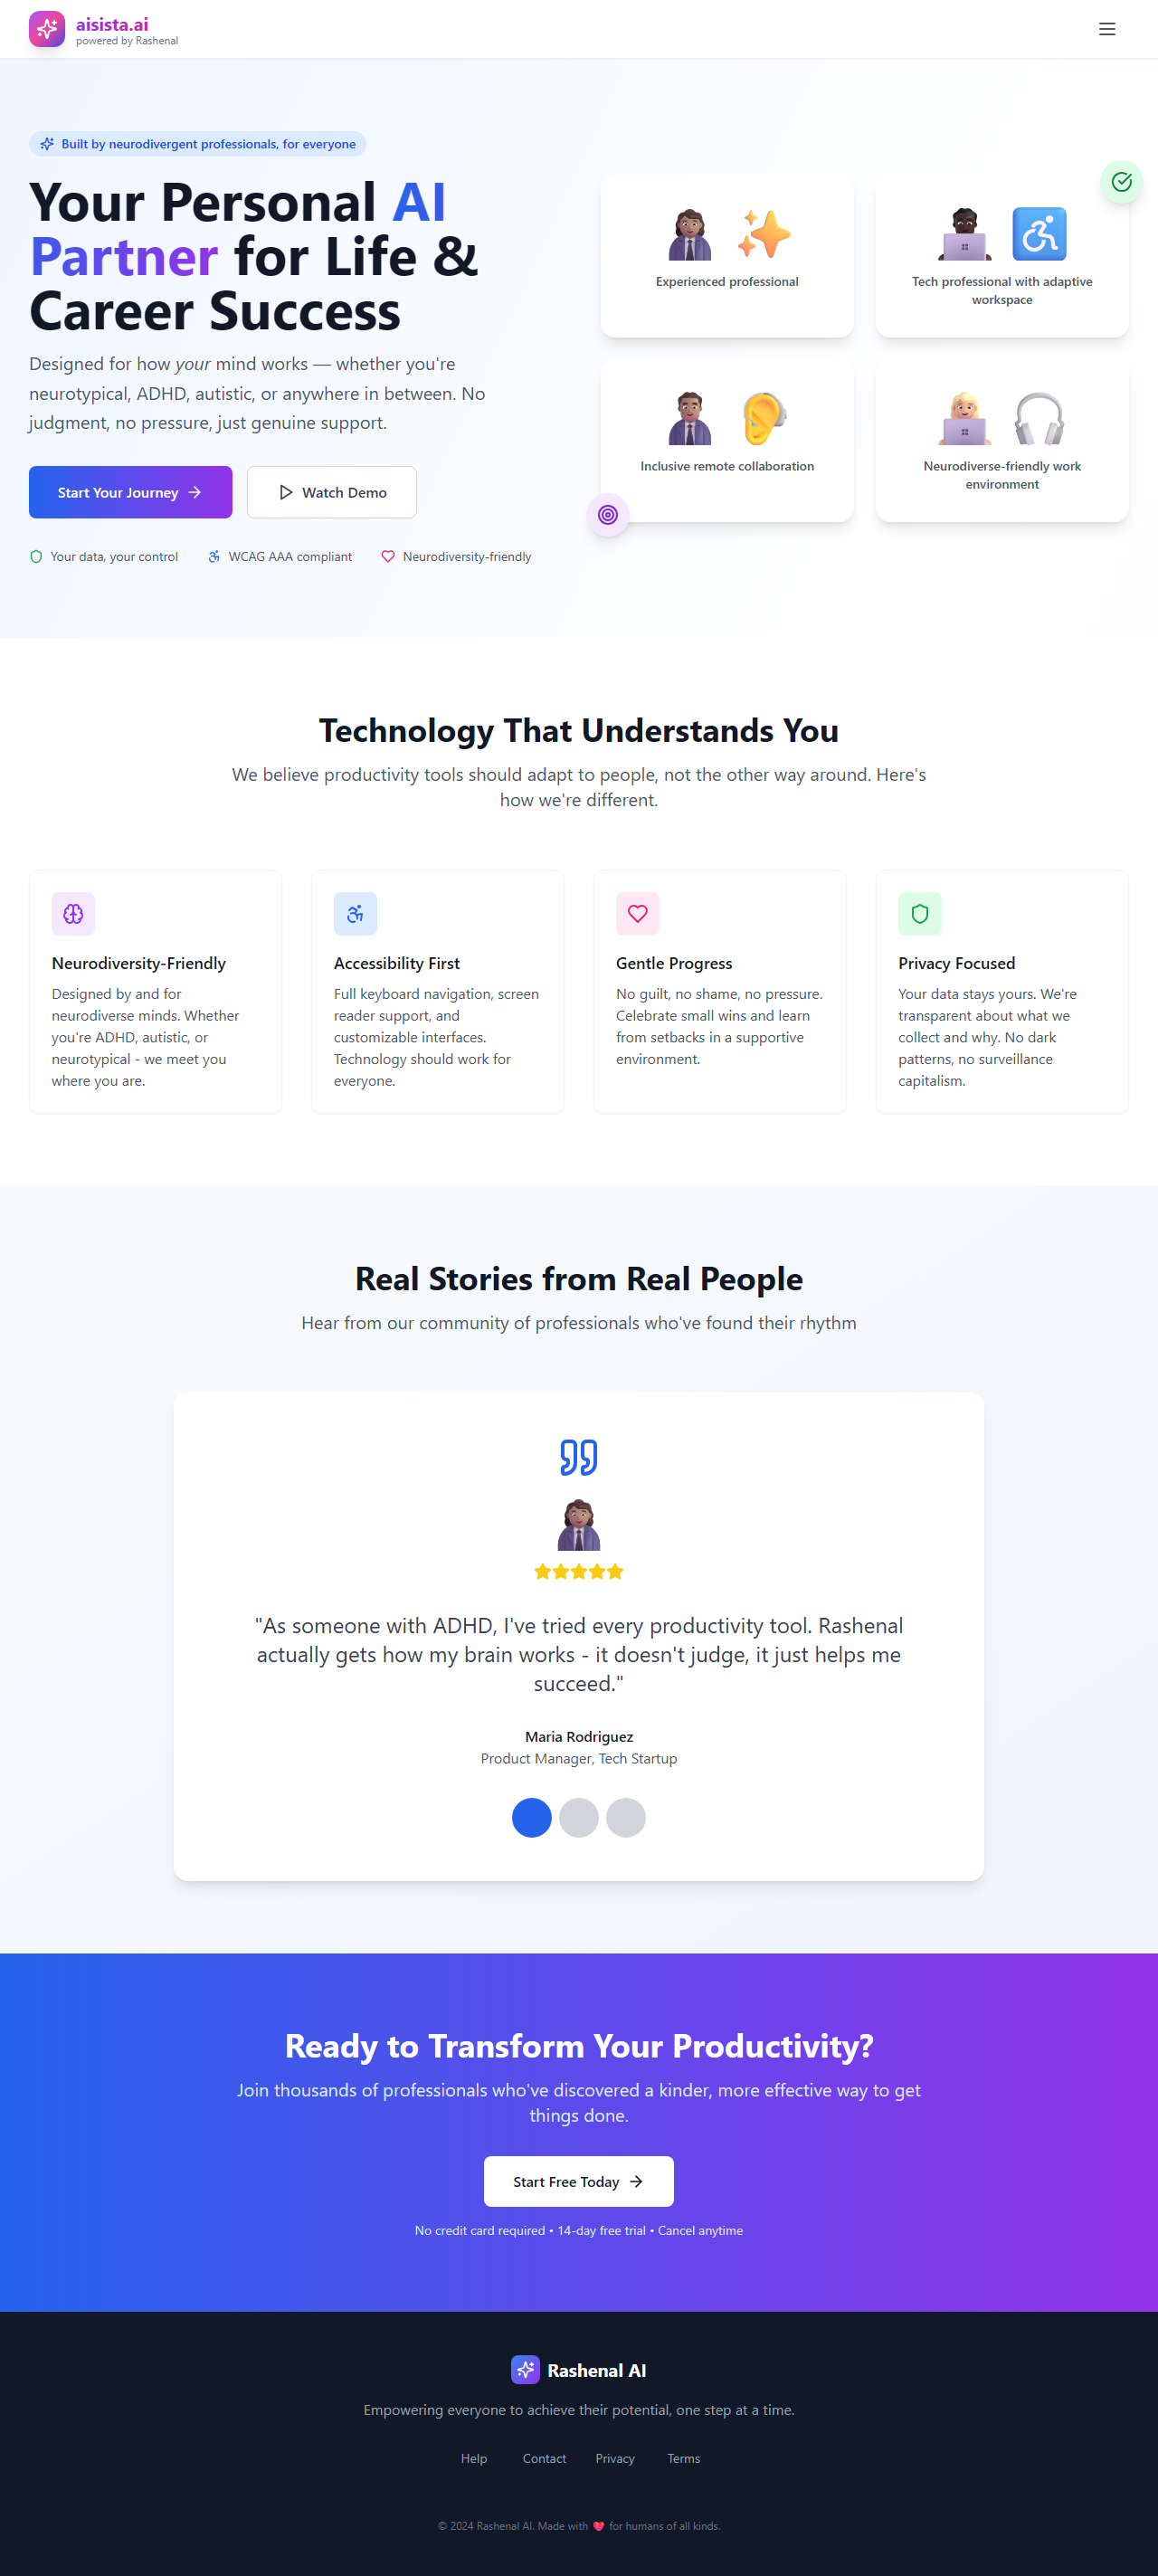 aisista.ai
powered by Rashenal
Built by neurodivergent professionals, for everyone
Your Personal AI
Partner for Life &
Career Success
Designed for how your mind works — whether you're
neurotypical, ADHD, autistic, or anywhere in between. No
judgment, no pressure, just genuine support.
Start Your Journey
Watch Demo
Your data, your control
WCAG AAA compliant
Neurodiversity-friendly
Experienced professional
Tech professional with adaptive
workspace
Inclusive remote collaboration
Neurodiverse-friendly work
environment
Technology That Understands You
We believe productivity tools should adapt to people, not the other way around. Here's
how we're different.
Neurodiversity-Friendly
Designed by and for
neurodiverse minds. Whether
you're ADHD, autistic, or
neurotypical - we meet you
where you are.
Accessibility First
Full keyboard navigation, screen
reader support, and
customizable interfaces.
Technology should work for
everyone.
Gentle Progress
No guilt, no shame, no pressure.
Celebrate small wins and learn
from setbacks in a supportive
environment.
Privacy Focused
Your data stays yours. We're
transparent about what we
collect and why. No dark
patterns, no surveillance
capitalism.
Real Stories from Real People
Hear from our community of professionals who've found their rhythm
"As someone with ADHD, I've tried every productivity tool. Rashenal
actually gets how my brain works - it doesn't judge, it just helps me
succeed."
Maria Rodriguez
Product Manager, Tech Startup
Ready to Transform Your Productivity?
Join thousands of professionals who've discovered a kinder, more effective way to get
things done.
Start Free Today
No credit card required • 14-day free trial • Cancel anytime
Rashenal AI
Empowering everyone to achieve their potential, one step at a time.
Help Contact Privacy Terms
© 2024 Rashenal AI. Made with ❤️ for humans of all kinds.